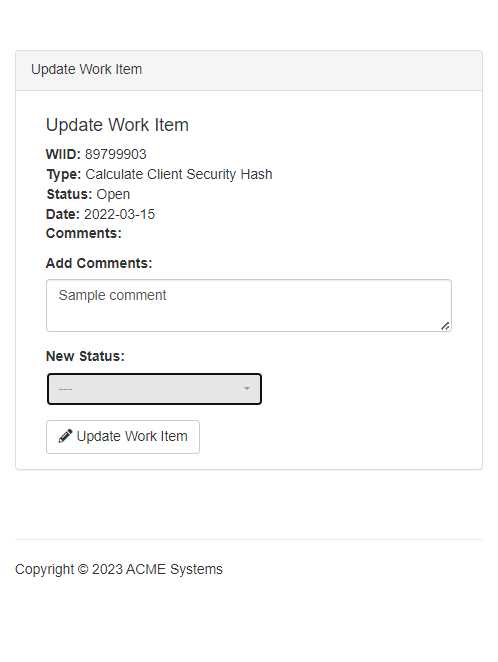 Update Work Item
Update Work Item
WIID: 89799903
Type: Calculate Client Security Hash
Status: Open
Date: 2022-03-15
Comments:
Add Comments:
Sample comment
New Status:
---
Update Work Item
Copyright © 2023 ACME Systems